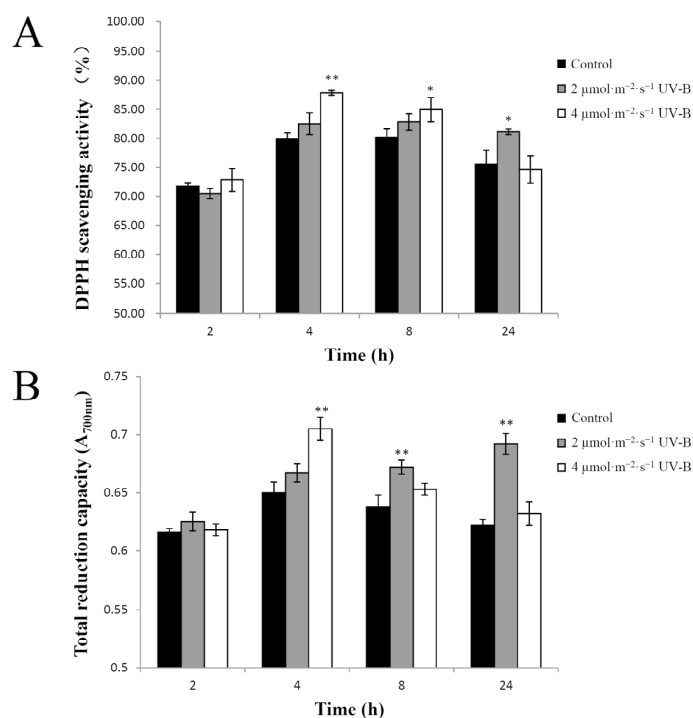 A
DPPH scavenging activity （%）
100.00
95.00
90.00
85.00
80.00
75.00
70.00
65.00
60.00
55.00
50.00
**
*
*
Control
2 µmol·m⁻²·s⁻¹ UV-B
4 µmol·m⁻²·s⁻¹ UV-B
2 4 8 24
Time (h)
B
Total reduction capacity (A₇₀₀ₙₘ)
0.75
0.7
0.65
0.6
0.55
0.5
**
**
**
Control
2 µmol·m⁻²·s⁻¹ UV-B
4 µmol·m⁻²·s⁻¹ UV-B
2 4 8 24
Time (h)